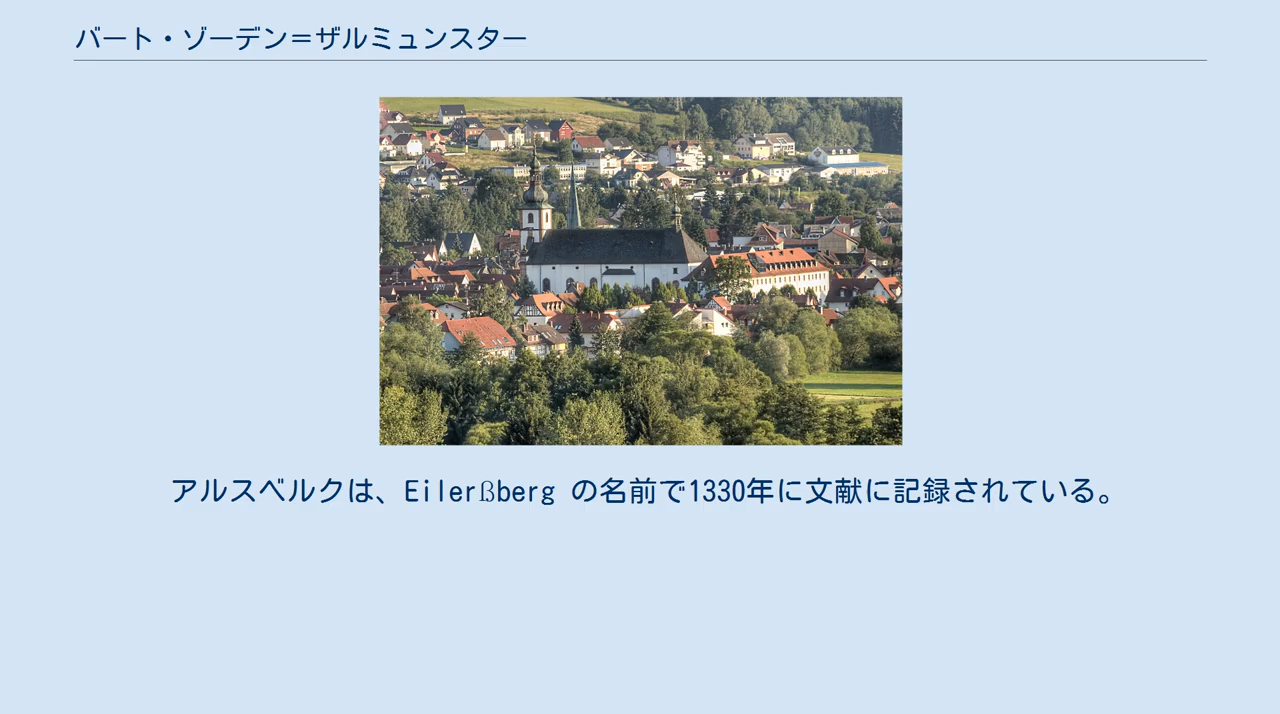 バート・ゾーデン＝ザルミュンスター
アルスベルクは、Eilerßberg の名前で1330年に文献に記録されている。